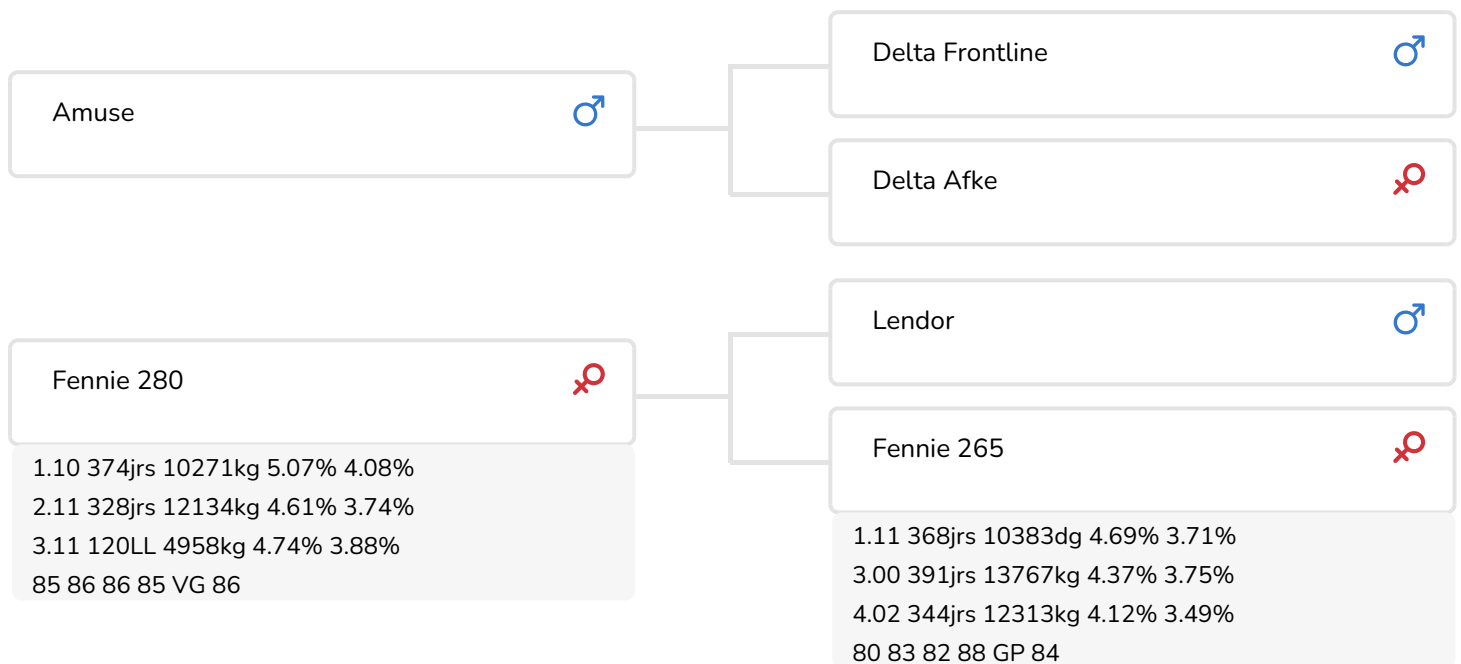 Amuse
Delta Frontline
Delta Afke
Fennie 280
1.10 374jrs 10271kg 5.07% 4.08%
2.11 328jrs 12134kg 4.61% 3.74%
3.11 120LL 4958kg 4.74% 3.88%
85 86 86 85 VG 86
Lendor
Fennie 265
1.11 368jrs 10383dg 4.69% 3.71%
3.00 391jrs 13767kg 4.37% 3.75%
4.02 344jrs 12313kg 4.12% 3.49%
80 83 82 88 GP 84